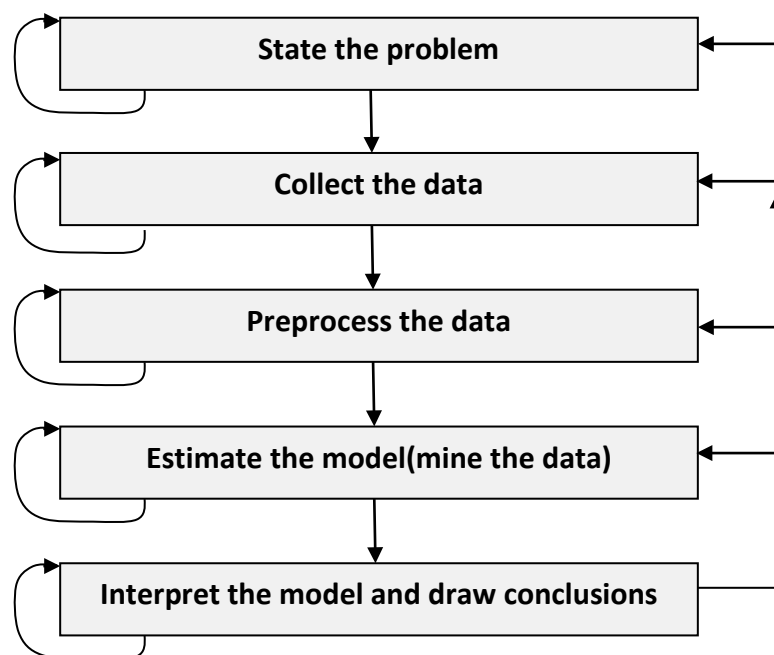 State the problem
Collect the data
Preprocess the data
Estimate the model(mine the data)
Interpret the model and draw conclusions